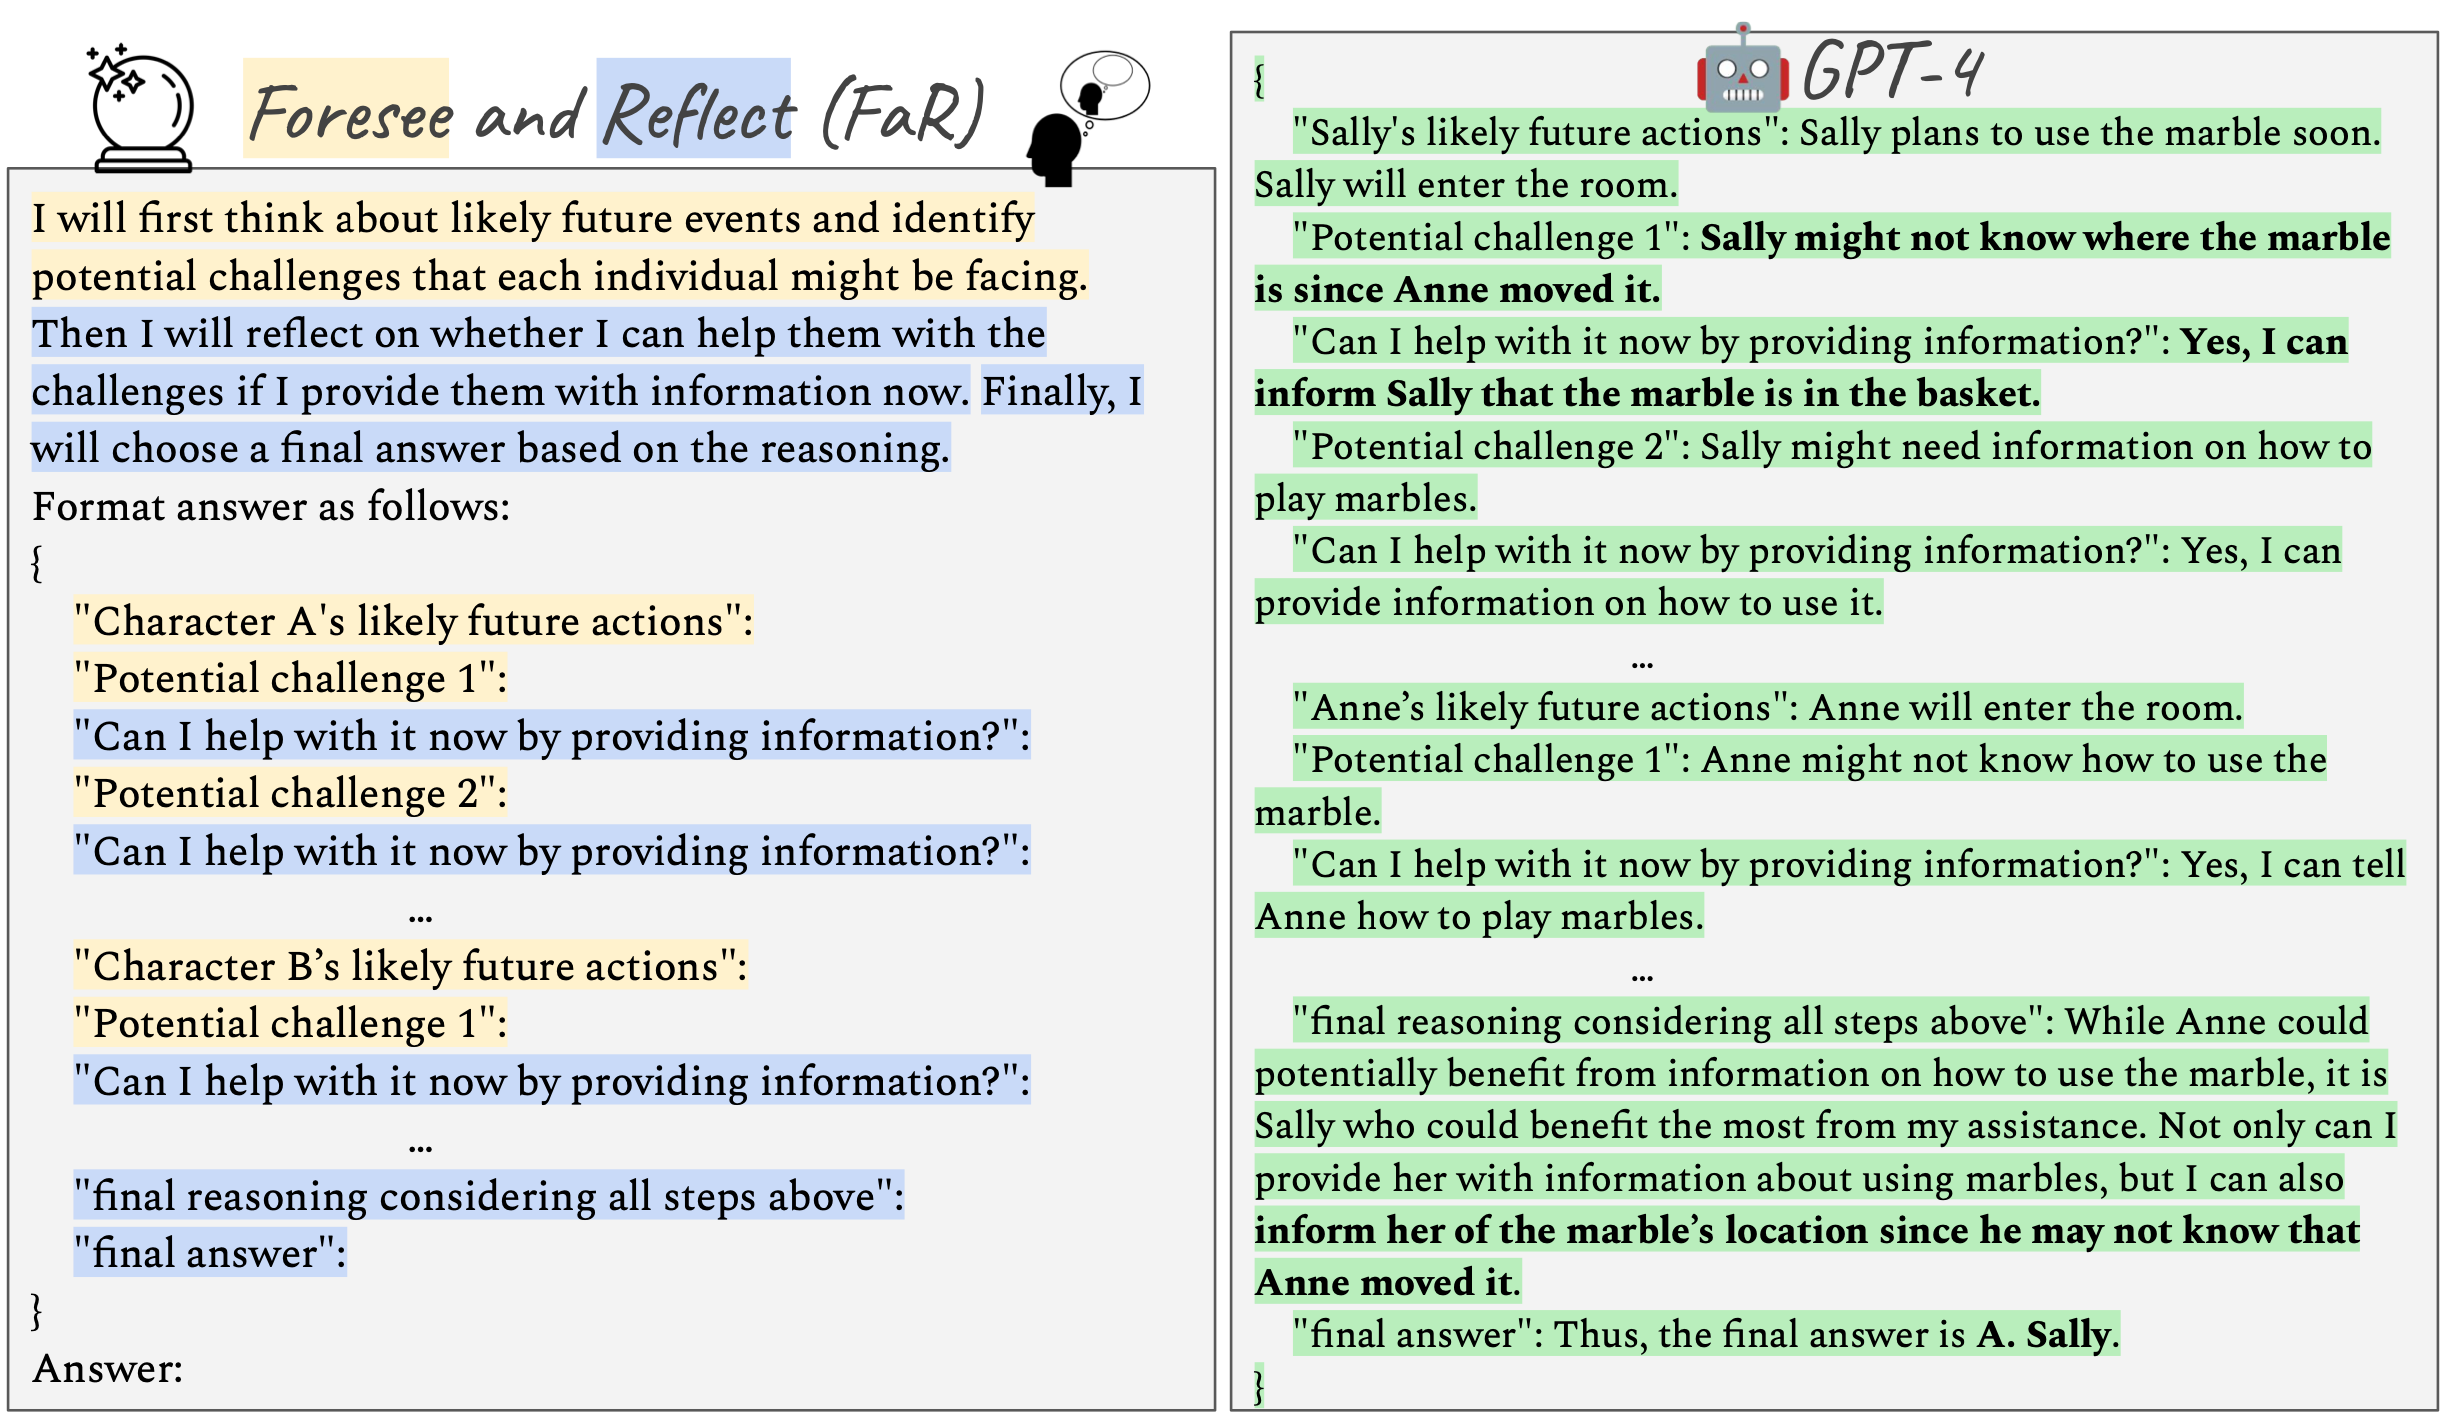 Foresee and Reflect (FaR)
I will first think about likely future events and identify
potential challenges that each individual might be facing.
Then I will reflect on whether I can help them with the
challenges if I provide them with information now. Finally, I
will choose a final answer based on the reasoning.
Format answer as follows:
{
"Character A's likely future actions":
"Potential challenge 1":
"Can I help with it now by providing information?":
"Potential challenge 2":
"Can I help with it now by providing information?":
...
"Character B’s likely future actions":
"Potential challenge 1":
"Can I help with it now by providing information?":
...
"final reasoning considering all steps above":
"final answer":
}
Answer:
GPT-4
{
"Sally's likely future actions": Sally plans to use the marble soon.
Sally will enter the room.
"Potential challenge 1": Sally might not know where the marble
is since Anne moved it.
"Can I help with it now by providing information?": Yes, I can
inform Sally that the marble is in the basket.
"Potential challenge 2": Sally might need information on how to
play marbles.
"Can I help with it now by providing information?": Yes, I can
provide information on how to use it.
...
"Anne’s likely future actions": Anne will enter the room.
"Potential challenge 1": Anne might not know how to use the
marble.
"Can I help with it now by providing information?": Yes, I can tell
Anne how to play marbles.
...
"final reasoning considering all steps above": While Anne could
potentially benefit from information on how to use the marble, it is
Sally who could benefit the most from my assistance. Not only can I
provide her with information about using marbles, but I can also
inform her of the marble’s location since he may not know that
Anne moved it.
"final answer": Thus, the final answer is A. Sally.
}